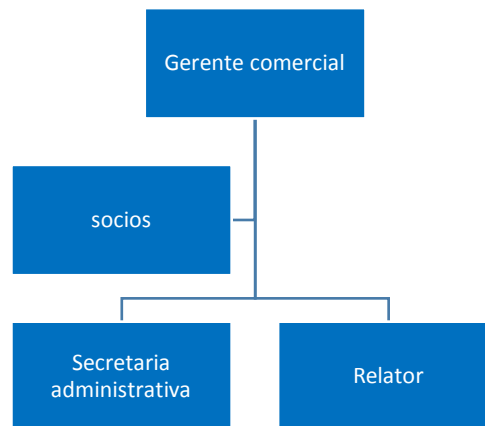 Gerente comercial
socios
Secretaria
administrativa
Relator